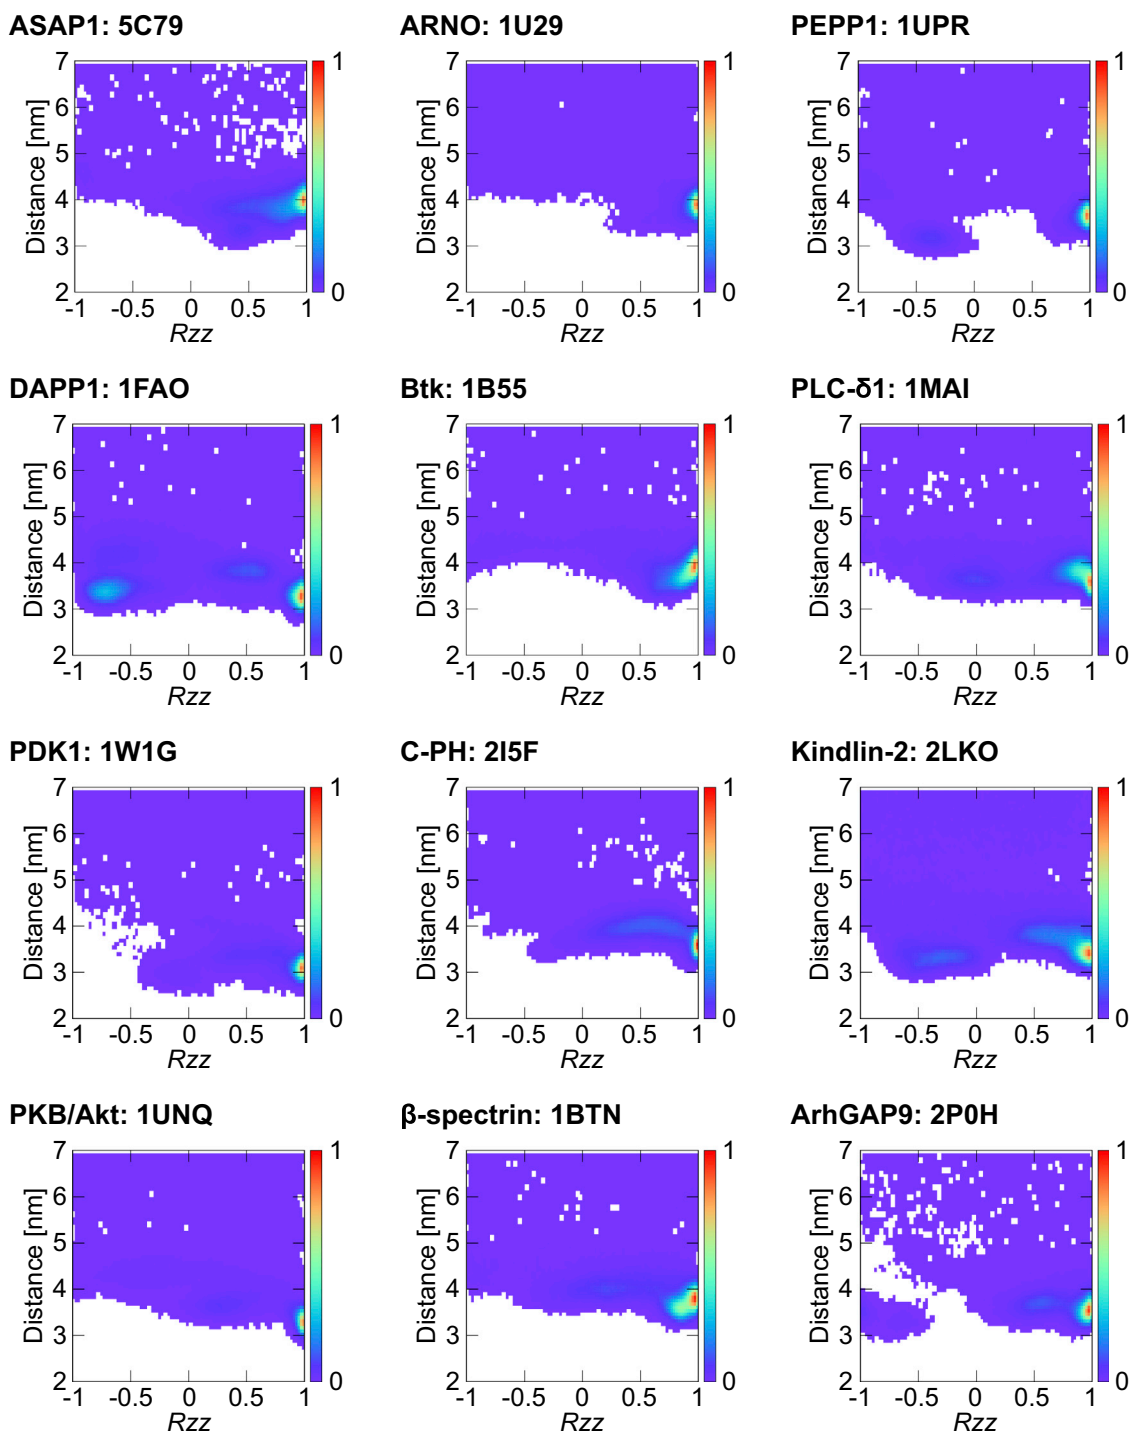 ASAP1: 5C79
ARNO: 1U29
PEPP1: 1UPR
Distance [nm]
7
6
5
4
3
2
-1 -0.5 0 0.5 1
Rzz
1
0
Distance [nm]
7
6
5
4
3
2
-1 -0.5 0 0.5 1
Rzz
1
0
Distance [nm]
7
6
5
4
3
2
-1 -0.5 0 0.5 1
Rzz
1
0
DAPP1: 1FAO
Btk: 1B55
PLC-δ1: 1MAI
Distance [nm]
7
6
5
4
3
2
-1 -0.5 0 0.5 1
Rzz
1
0
Distance [nm]
7
6
5
4
3
2
-1 -0.5 0 0.5 1
Rzz
1
0
Distance [nm]
7
6
5
4
3
2
-1 -0.5 0 0.5 1
Rzz
1
0
PDK1: 1W1G
C-PH: 2I5F
Kindlin-2: 2LKO
Distance [nm]
7
6
5
4
3
2
-1 -0.5 0 0.5 1
Rzz
1
0
Distance [nm]
7
6
5
4
3
2
-1 -0.5 0 0.5 1
Rzz
1
0
Distance [nm]
7
6
5
4
3
2
-1 -0.5 0 0.5 1
Rzz
1
0
PKB/Akt: 1UNQ
β-spectrin: 1BTN
ArhGAP9: 2P0H
Distance [nm]
7
6
5
4
3
2
-1 -0.5 0 0.5 1
Rzz
1
0
Distance [nm]
7
6
5
4
3
2
-1 -0.5 0 0.5 1
Rzz
1
0
Distance [nm]
7
6
5
4
3
2
-1 -0.5 0 0.5 1
Rzz
1
0